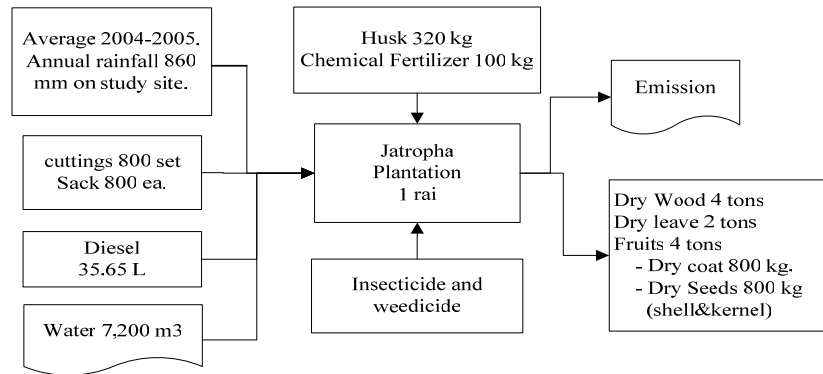 Average 2004-2005.
Annual rainfall 860
mm on study site.
cuttings 800 set
Sack 800 ea.
Diesel
35.65 L
Water 7,200 m3
Husk 320 kg
Chemical Fertilizer 100 kg
Jatropha
Plantation
1 rai
Insecticide and
weedicide
Emission
Dry Wood 4 tons
Dry leave 2 tons
Fruits 4 tons
- Dry coat 800 kg.
- Dry Seeds 800 kg
(shell&kernel)